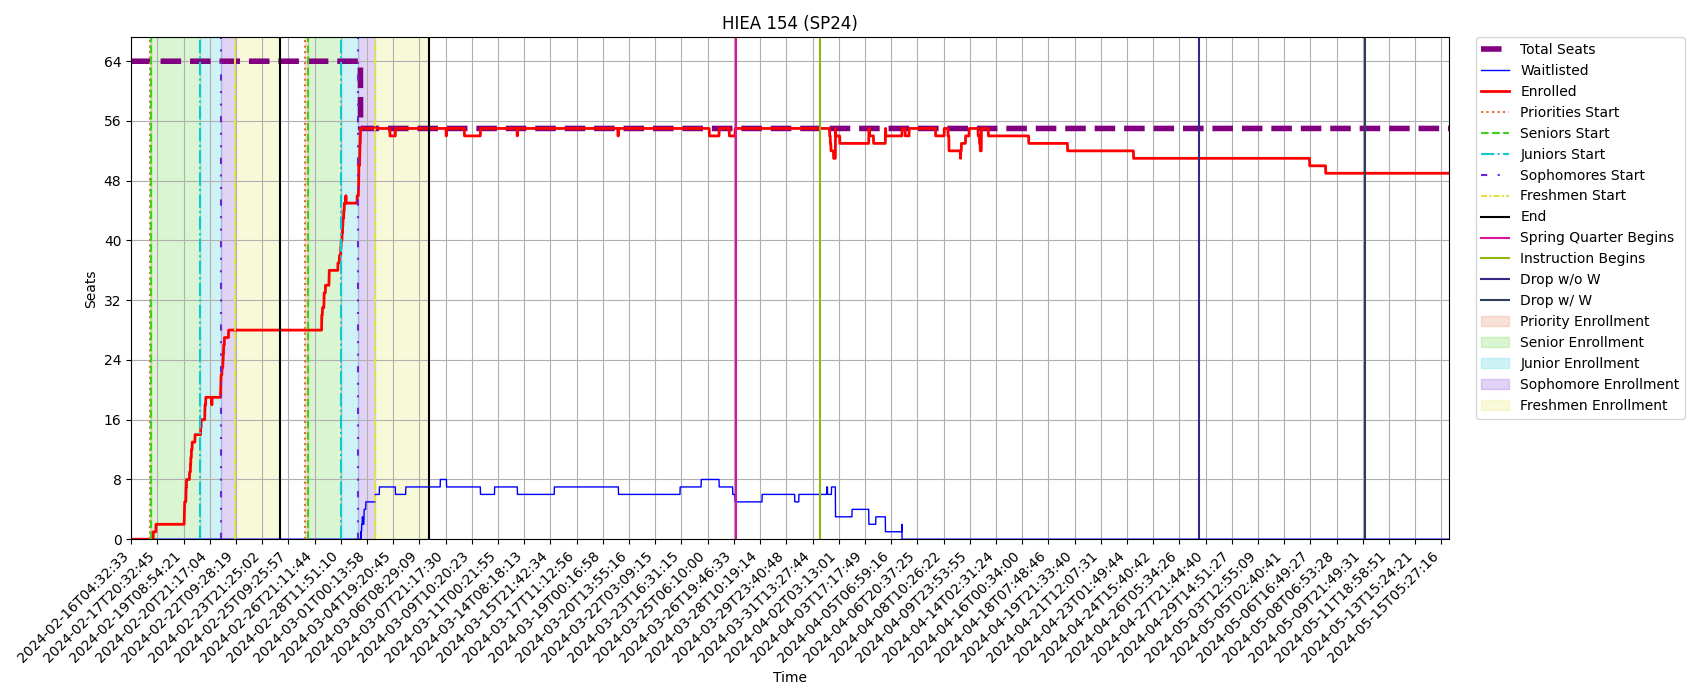 HIEA 154 (SP24)
Seats
64
56
48
40
32
24
16
8
0
2024-02-16T04:32:33
2024-02-17T20:32:45
2024-02-19T08:54:21
2024-02-20T21:17:04
2024-02-22T09:28:19
2024-02-23T21:25:02
2024-02-25T09:25:57
2024-02-26T21:11:44
2024-02-28T11:51:10
2024-03-01T00:13:58
2024-03-04T19:20:45
2024-03-06T08:29:09
2024-03-07T21:17:30
2024-03-09T10:20:23
2024-03-11T00:21:55
2024-03-14T08:18:13
2024-03-15T21:42:34
2024-03-17T11:12:56
2024-03-19T00:16:58
2024-03-20T13:55:16
2024-03-22T03:09:15
2024-03-23T16:31:15
2024-03-25T06:10:00
2024-03-26T19:46:33
2024-03-28T10:19:14
2024-03-29T23:40:48
2024-03-31T13:27:44
2024-04-02T03:13:01
2024-04-03T17:17:49
2024-04-05T06:59:16
2024-04-06T20:37:25
2024-04-08T10:26:22
2024-04-09T23:53:55
2024-04-14T02:31:24
2024-04-16T00:34:00
2024-04-18T07:48:46
2024-04-19T21:33:40
2024-04-21T12:07:31
2024-04-23T01:49:44
2024-04-24T15:40:42
2024-04-26T05:34:26
2024-04-27T21:44:40
2024-04-29T14:51:27
2024-05-03T12:55:09
2024-05-05T02:40:41
2024-05-06T16:49:27
2024-05-08T06:53:28
2024-05-09T21:49:31
2024-05-11T18:58:51
2024-05-13T15:24:21
2024-05-15T05:27:16
Time
Total Seats
Waitlisted
Enrolled
Priorities Start
Seniors Start
Juniors Start
Sophomores Start
Freshmen Start
End
Spring Quarter Begins
Instruction Begins
Drop w/o W
Drop w/ W
Priority Enrollment
Senior Enrollment
Junior Enrollment
Sophomore Enrollment
Freshmen Enrollment